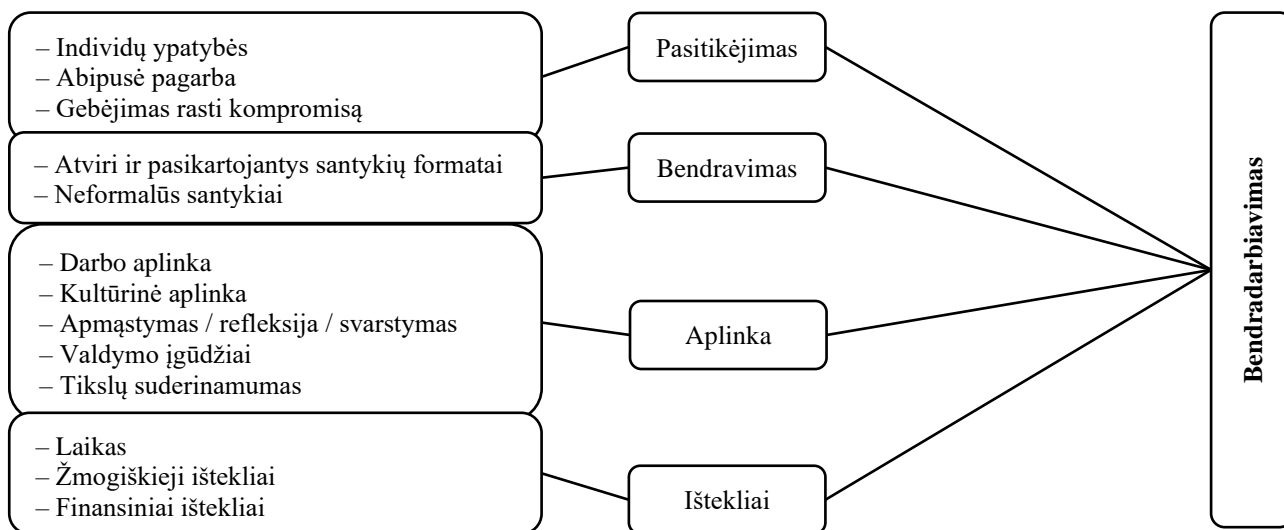 – Individų ypatybės
– Abipusė pagarba
– Gebėjimas rasti kompromisą
Pasitikėjimas
– Atviri ir pasikartojantys santykių formatai
– Neformalūs santykiai
Bendravimas
– Darbo aplinka
– Kultūrinė aplinka
– Apmąstymas / refleksija / svarstymas
– Valdymo įgūdžiai
– Tikslų suderinamumas
Aplinka
– Laikas
– Žmogiškieji ištekliai
– Finansiniai ištekliai
Ištekliai
Bendradarbiavimas